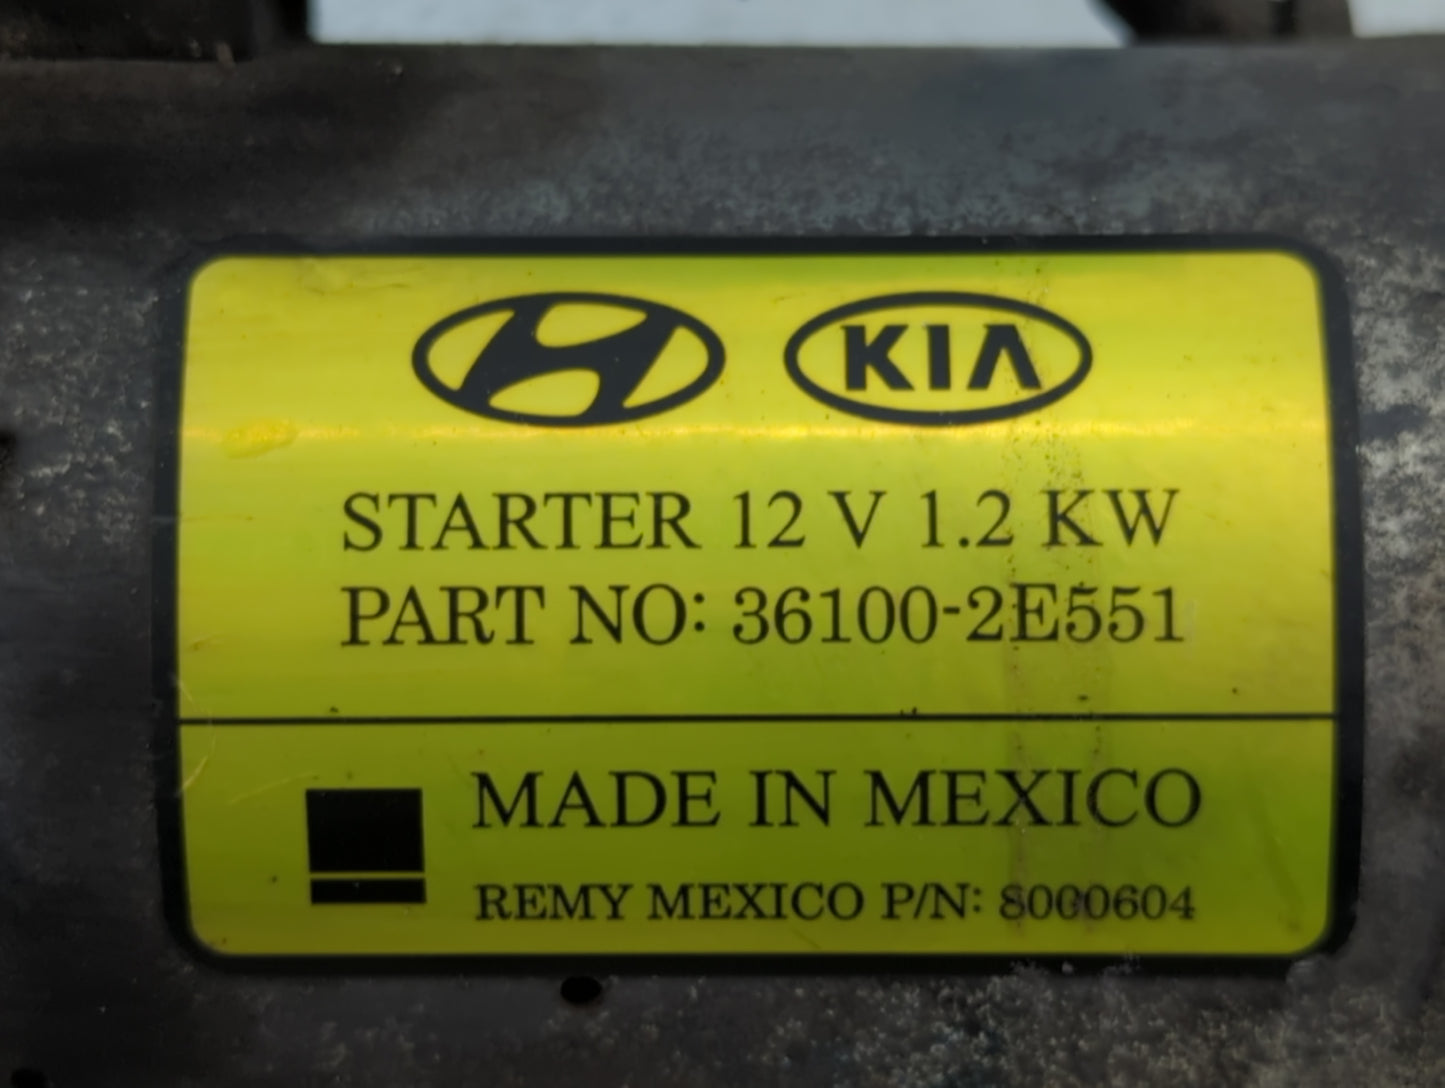 KIA
STARTER 12 V 1.2 KW
PART NO: 36100-2E551
MADE IN MEXICO
REMY MEXICO P/N: 8000604